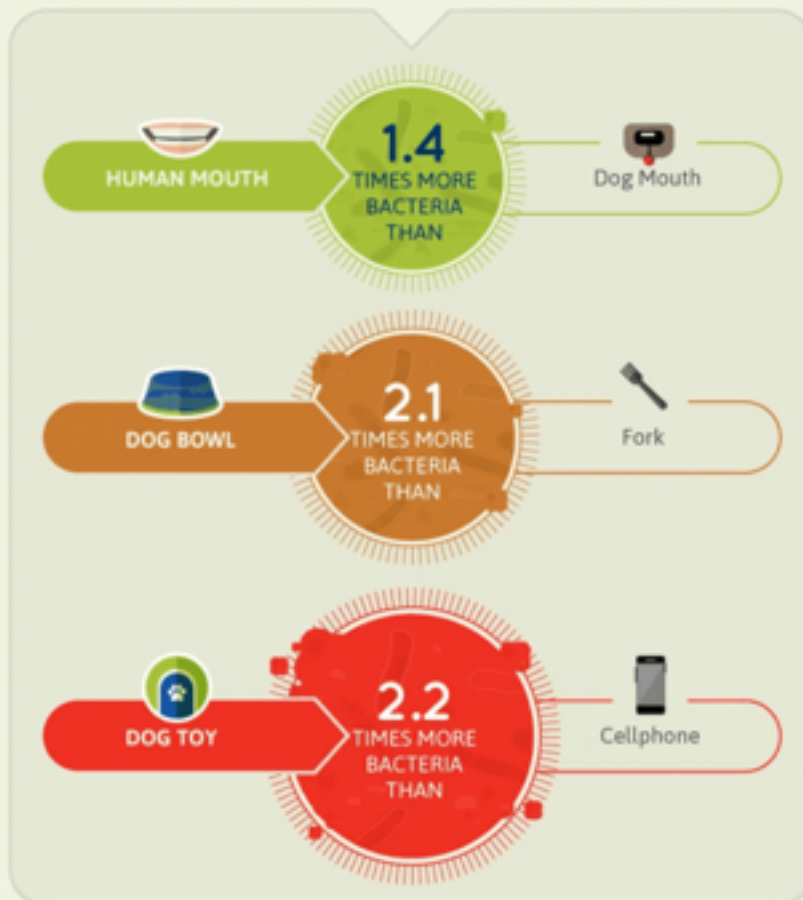 HUMAN MOUTH
1.4
TIMES MORE
BACTERIA
THAN
Dog Mouth
DOG BOWL
2.1
TIMES MORE
BACTERIA
THAN
Fork
DOG TOY
2.2
TIMES MORE
BACTERIA
THAN
Cellphone